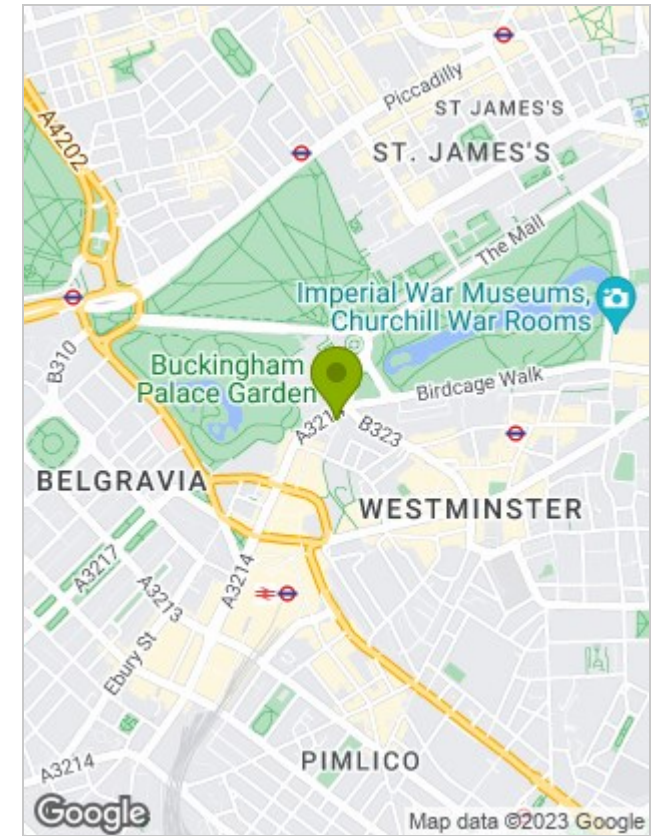 Piccadilly
ST JAMES'S
A4202
ST. JAMES'S
The Mall
Imperial War Museums,
Churchill War Rooms
B310
Buckingham
Palace Garden
Birdcage Walk
A3214
B323
BELGRAVIA
WESTMINSTER
A3217
A3213
A3214
Ebury St
PIMLICO
A3214
Google
Map data ©2023 Google